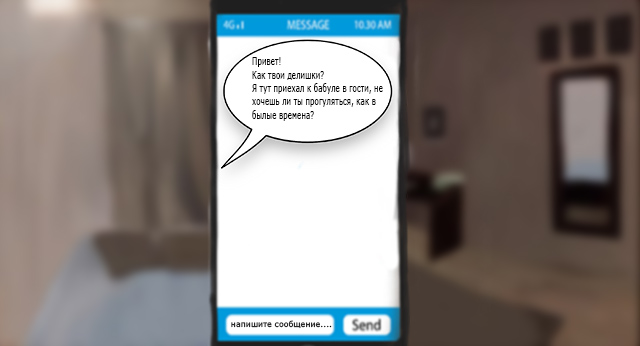 4G MESSAGE 10:30 AM
Привет!
Как твои делишки?
Я тут приехал к бабуле в гости, не
хочешь ли ты прогуляться, как в
былые времена?
напишите сообщение.... Send